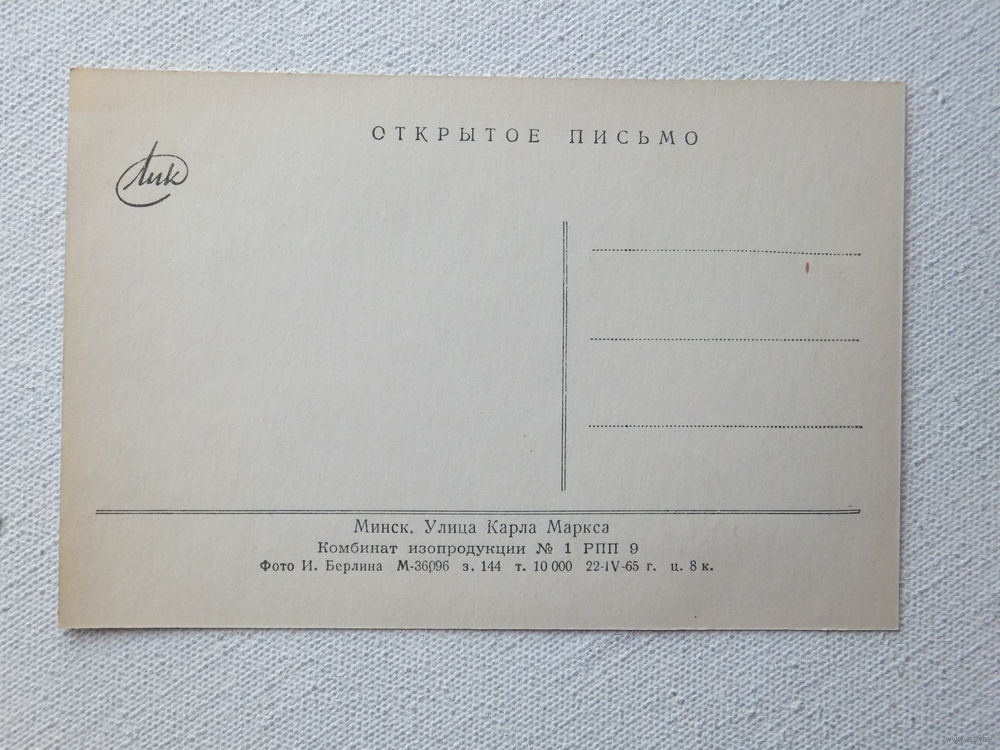 ОТКРЫТОЕ ПИСЬМО
Лик
Минск. Улица Карла Маркса
Комбинат изопродукции № 1 РПП 9
Фото И. Берлина М-36096 з. 144 т. 10 000 22-IV-65 г. ц. 8 к.